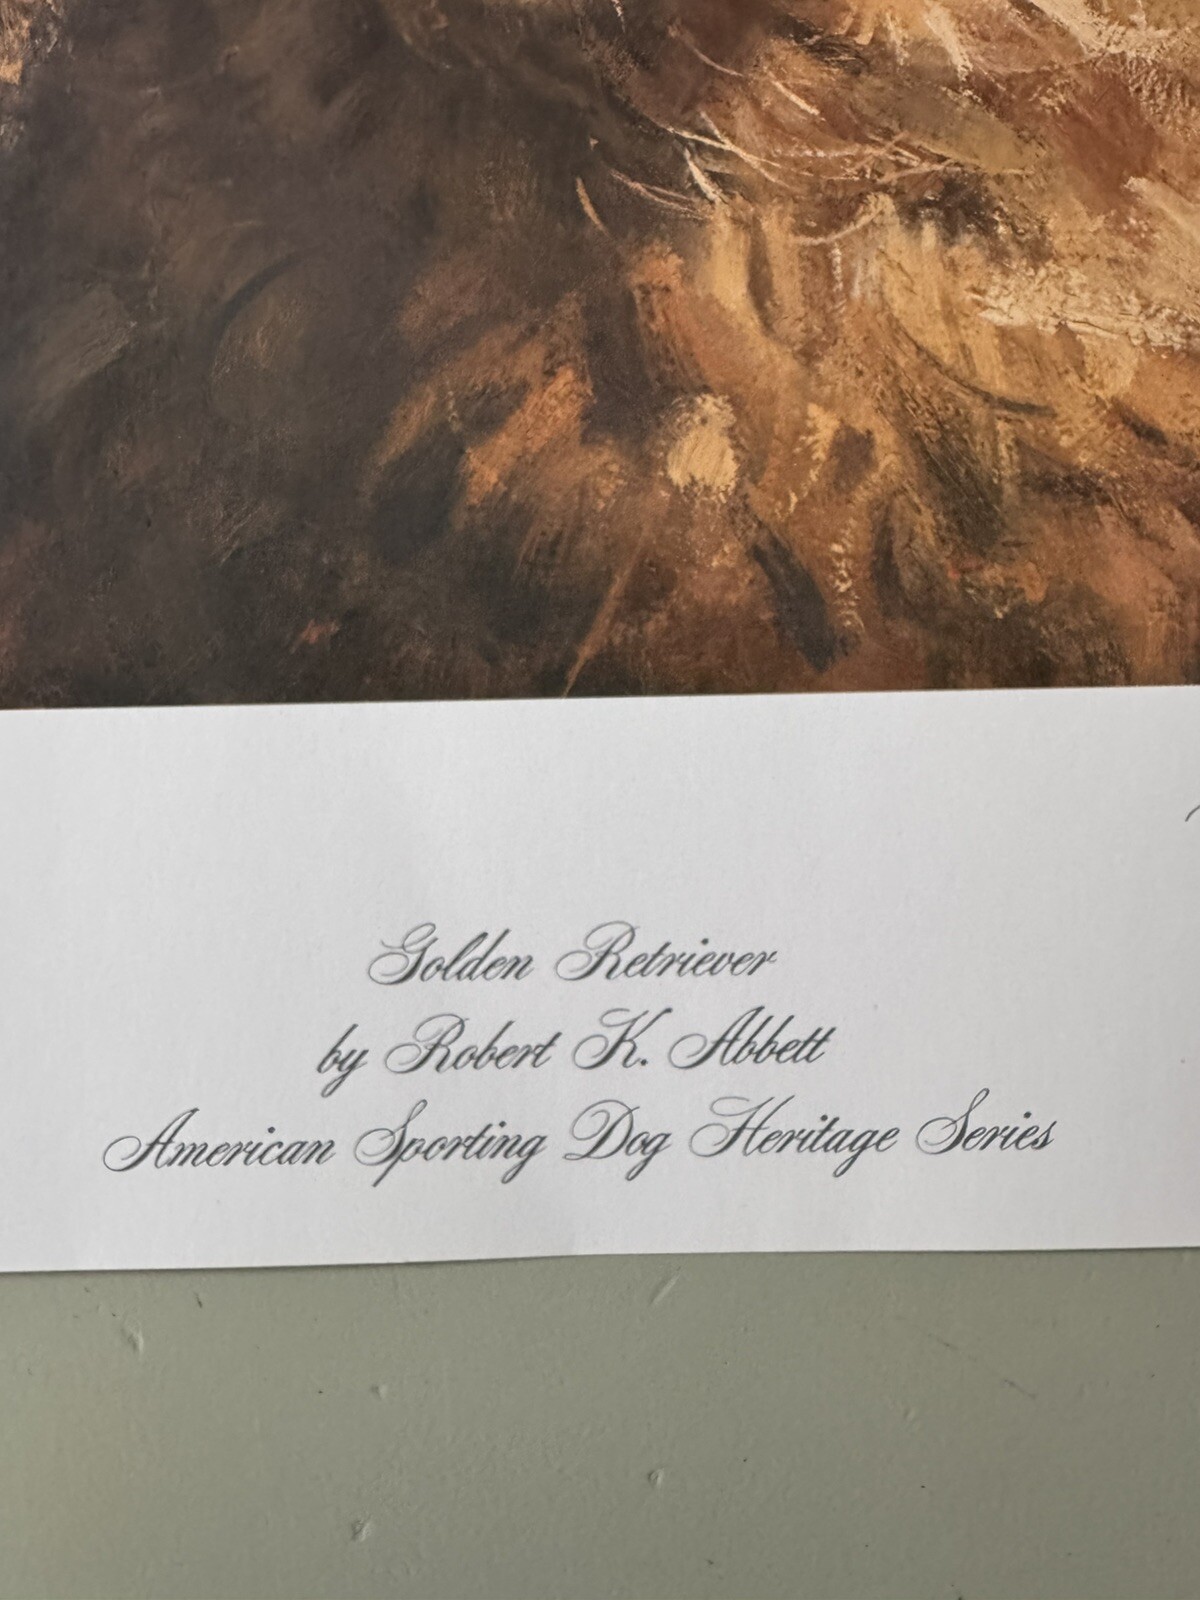 Golden Retriever
by Robert K. Abbett
American Sporting Dog Heritage Series